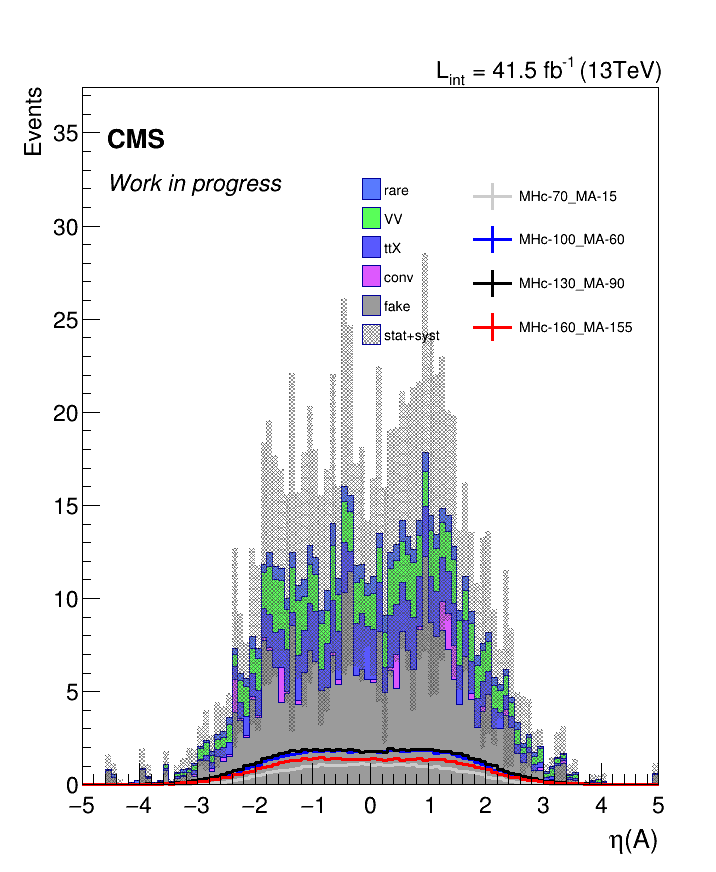 L_int = 41.5 fb^-1 (13TeV)
Events
CMS
Work in progress
rare
VV
ttX
conv
fake
stat+syst
MHc-70_MA-15
MHc-100_MA-60
MHc-130_MA-90
MHc-160_MA-155
35
30
25
20
15
10
5
0
−5 −4 −3 −2 −1 0 1 2 3 4 5
η(A)